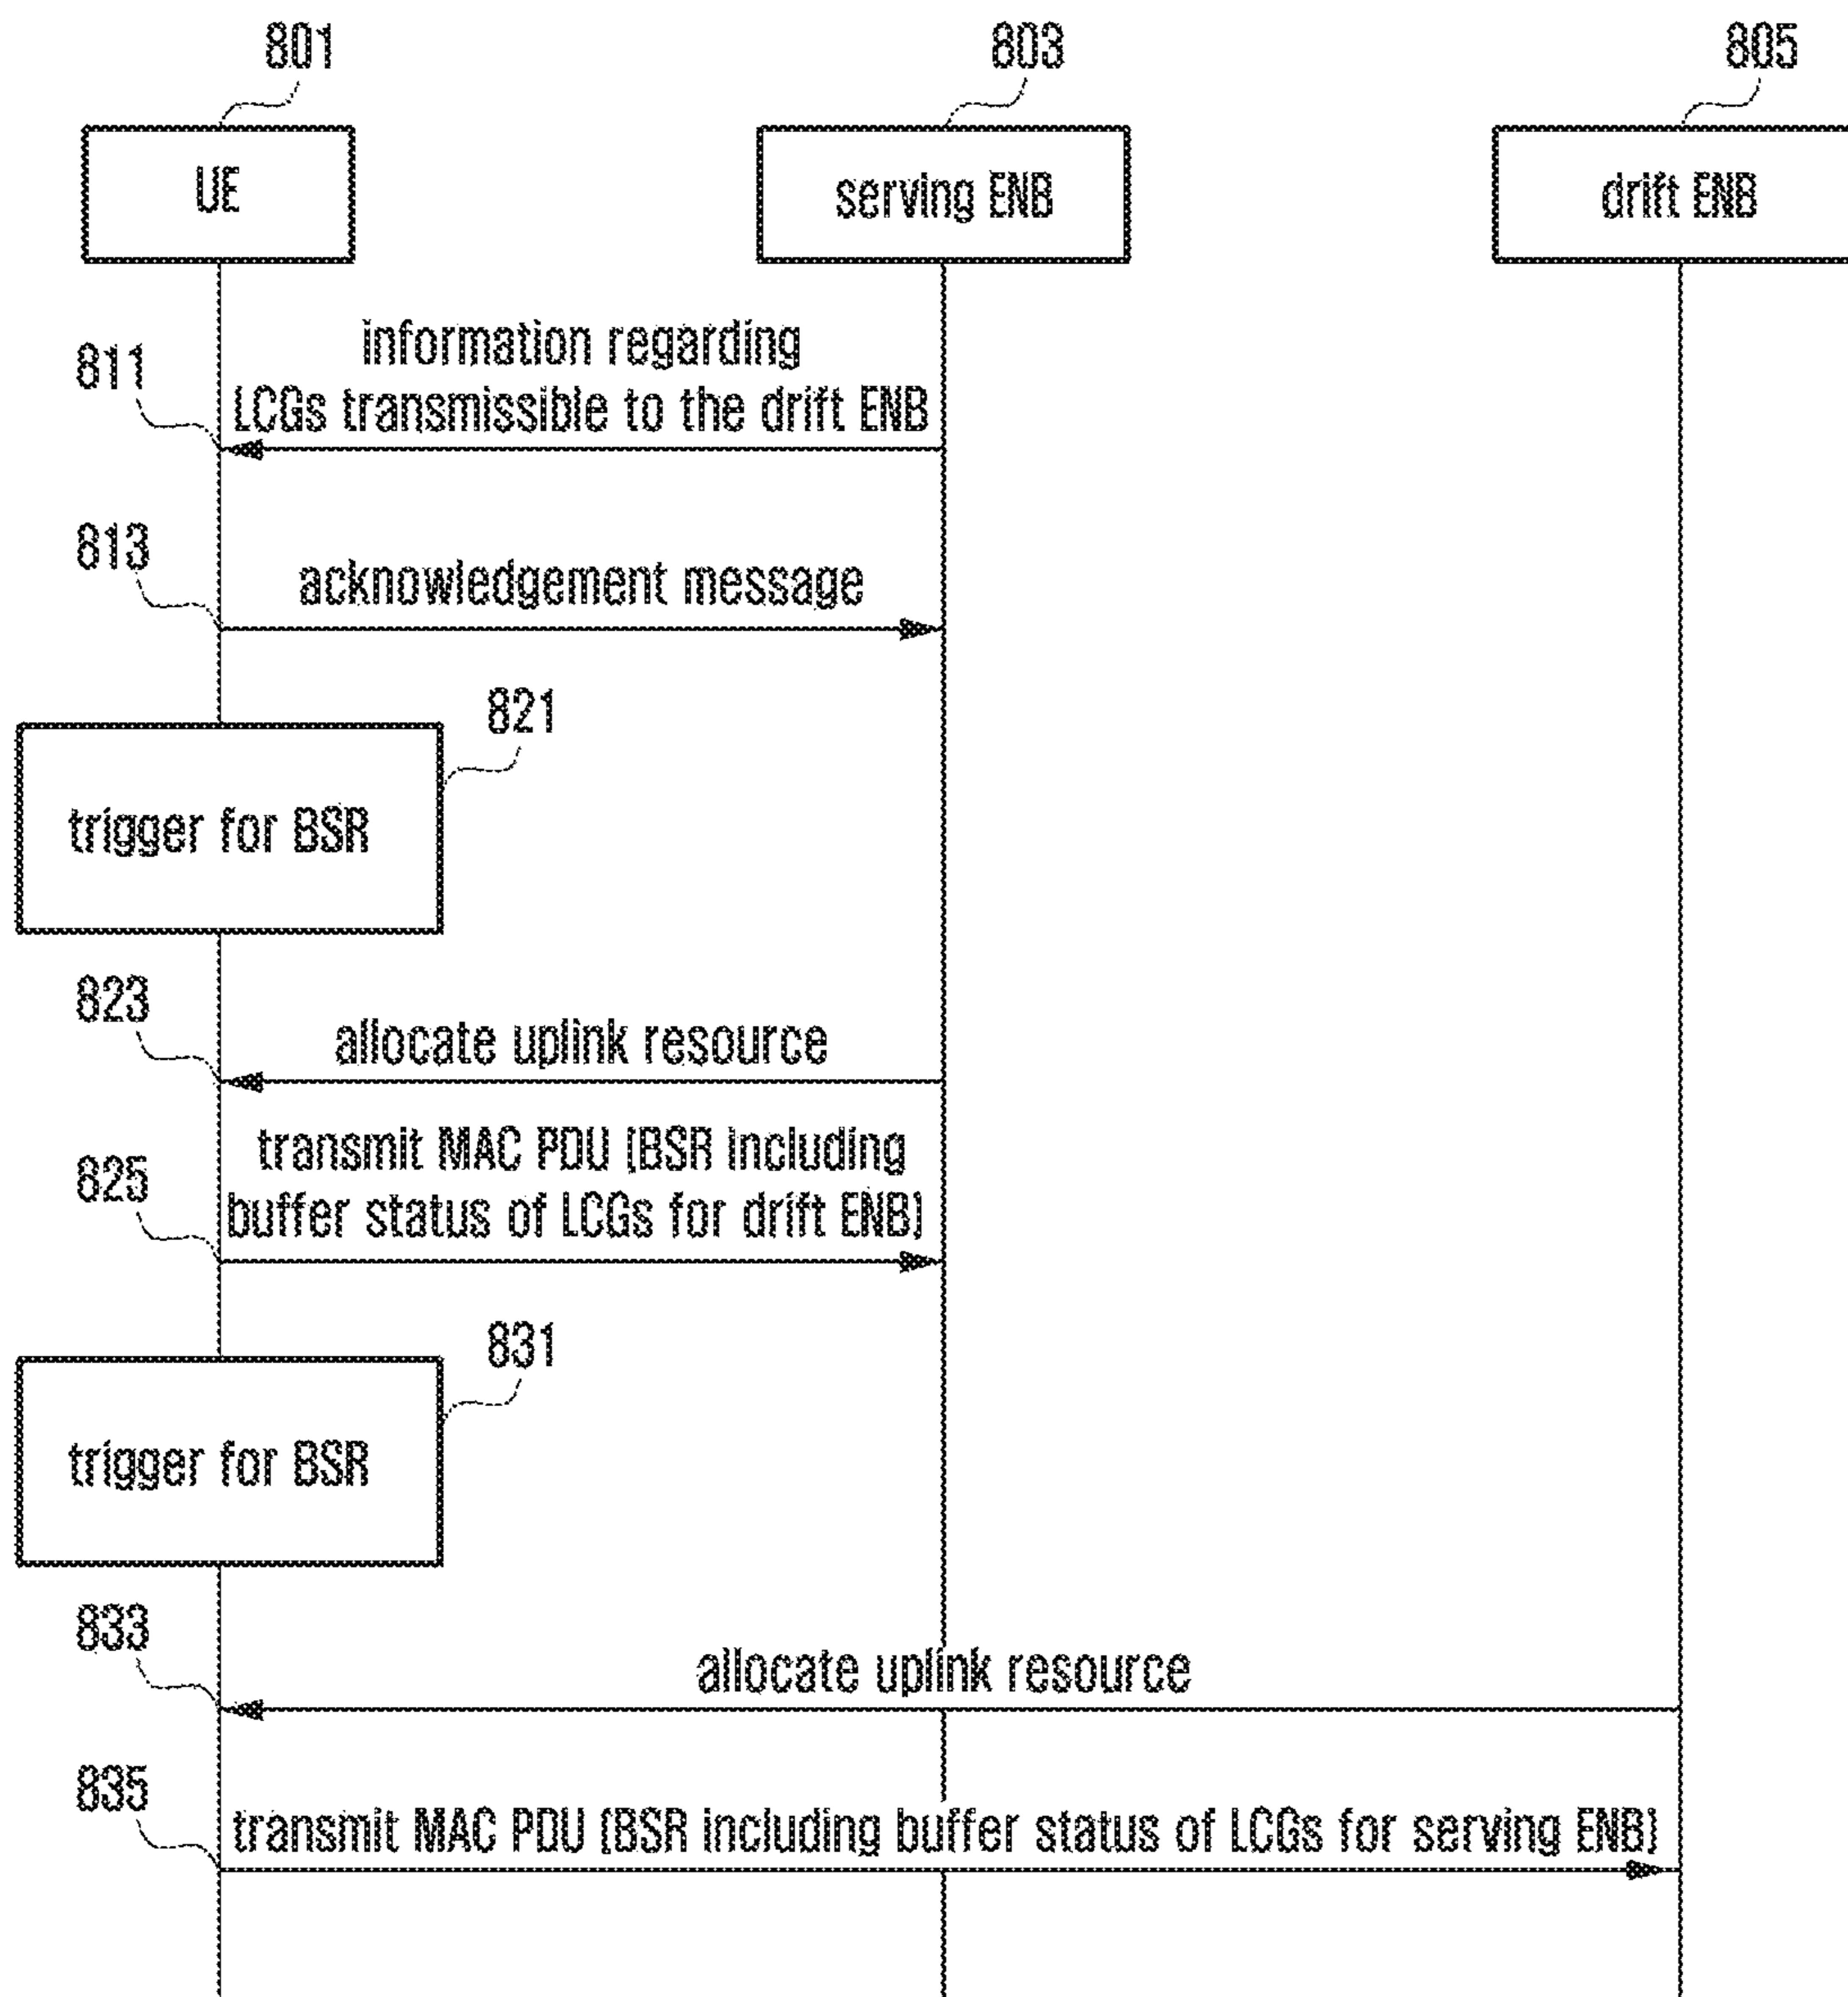 801
803
805
UE
serving ENB
drift ENB
811
information regarding
LCGs transmissible to the drift ENB
813
acknowledgement message
821
trigger for BSR
823
allocate uplink resource
825
transmit MAC PDU (BSR including
buffer status of LCGs for drift ENB)
831
trigger for BSR
833
allocate uplink resource
835
transmit MAC PDU (BSR including buffer status of LCGs for serving ENB)